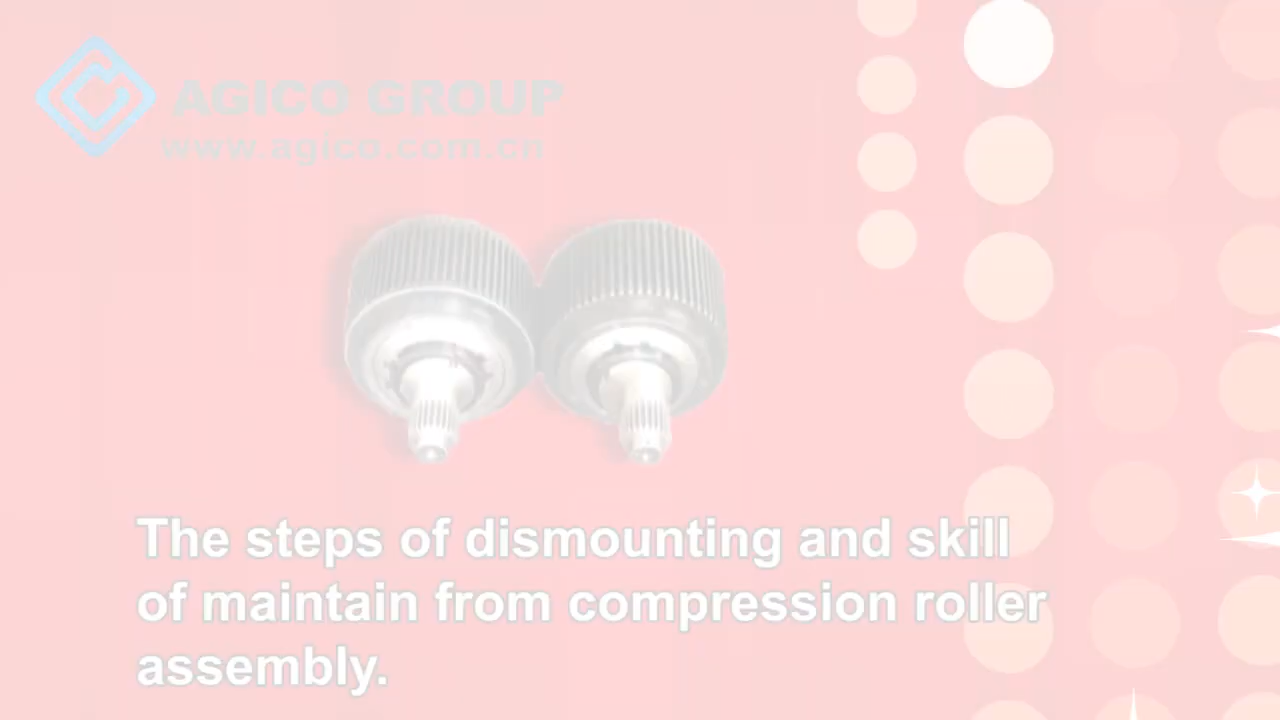 AGICO GROUP
www.agico.com.cn
The steps of dismounting and skill
of maintain from compression roller
assembly.